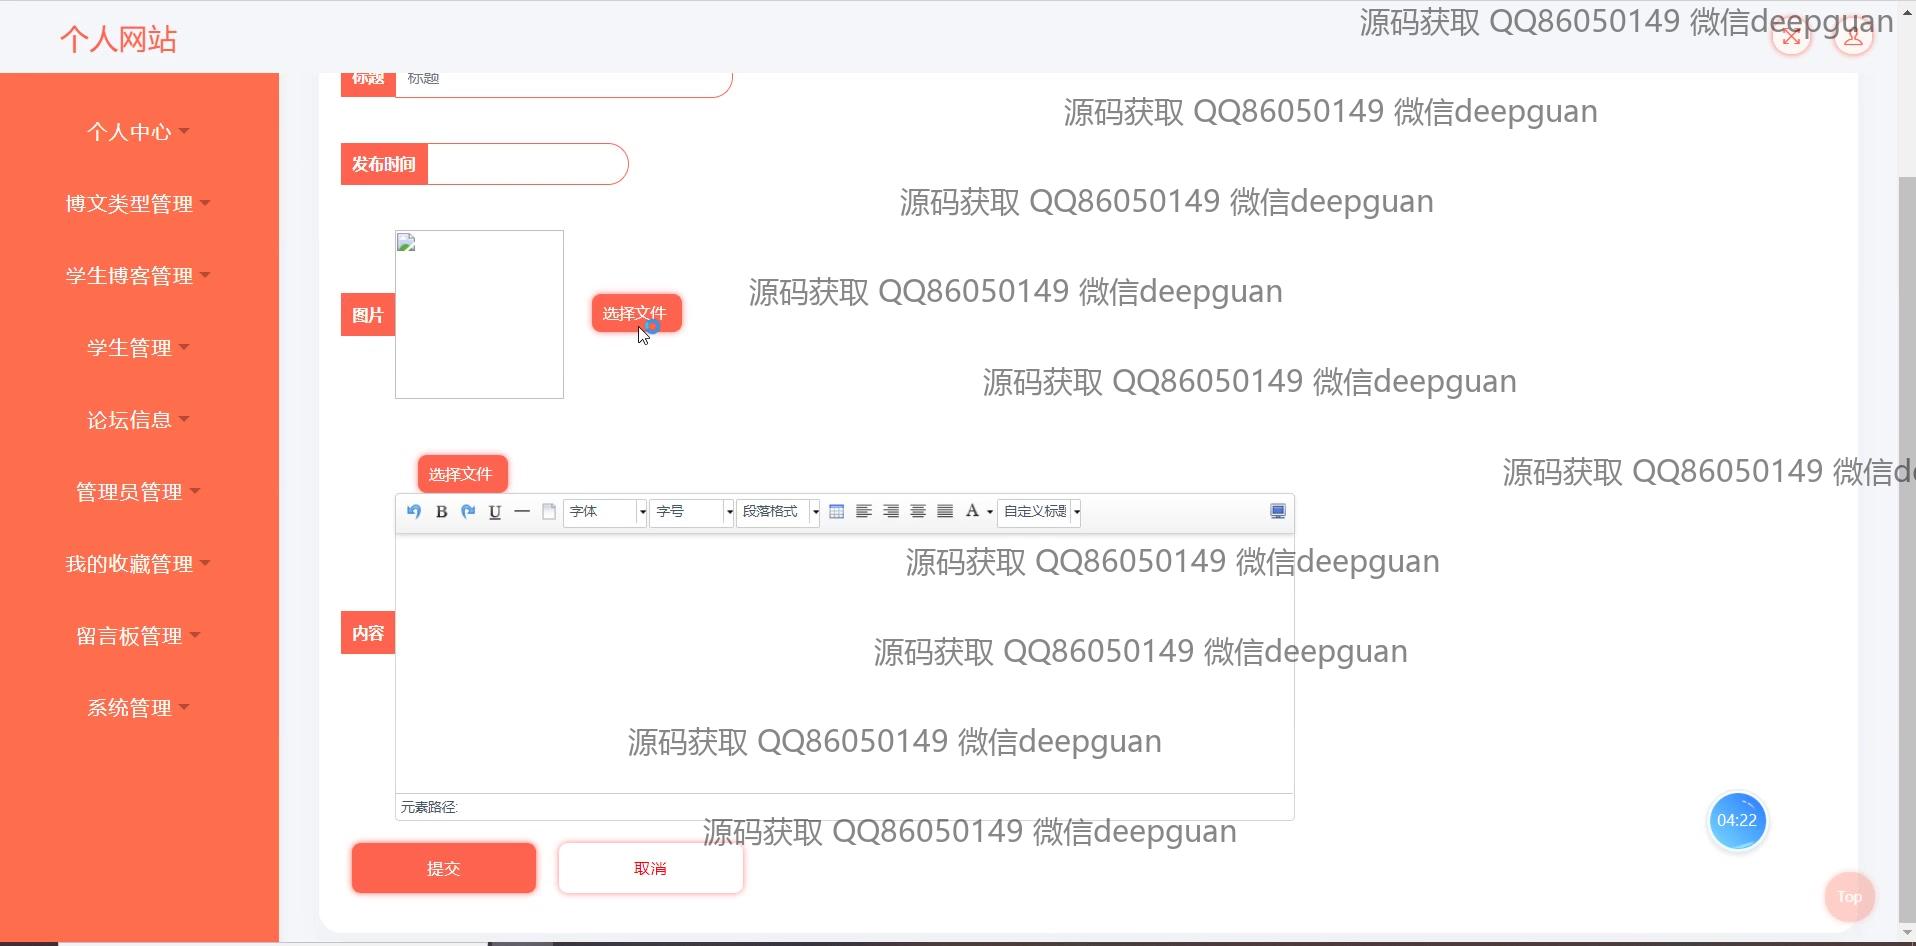 个人网站
源码获取 QQ86050149 微信deepguan
标题 标题
源码获取 QQ86050149 微信deepguan
个人中心
发布时间
博文类型管理
源码获取 QQ86050149 微信deepguan
学生博客管理
源码获取 QQ86050149 微信deepguan
图片 选择文件
学生管理
源码获取 QQ86050149 微信deepguan
论坛信息
选择文件
源码获取 QQ86050149 微信d
管理员管理
B U 字体 字号 段落格式 A 自定义标题
我的收藏管理
源码获取 QQ86050149 微信deepguan
留言板管理
内容
源码获取 QQ86050149 微信deepguan
系统管理
源码获取 QQ86050149 微信deepguan
元素路径:
04:22
源码获取 QQ86050149 微信deepguan
提交 取消
Top